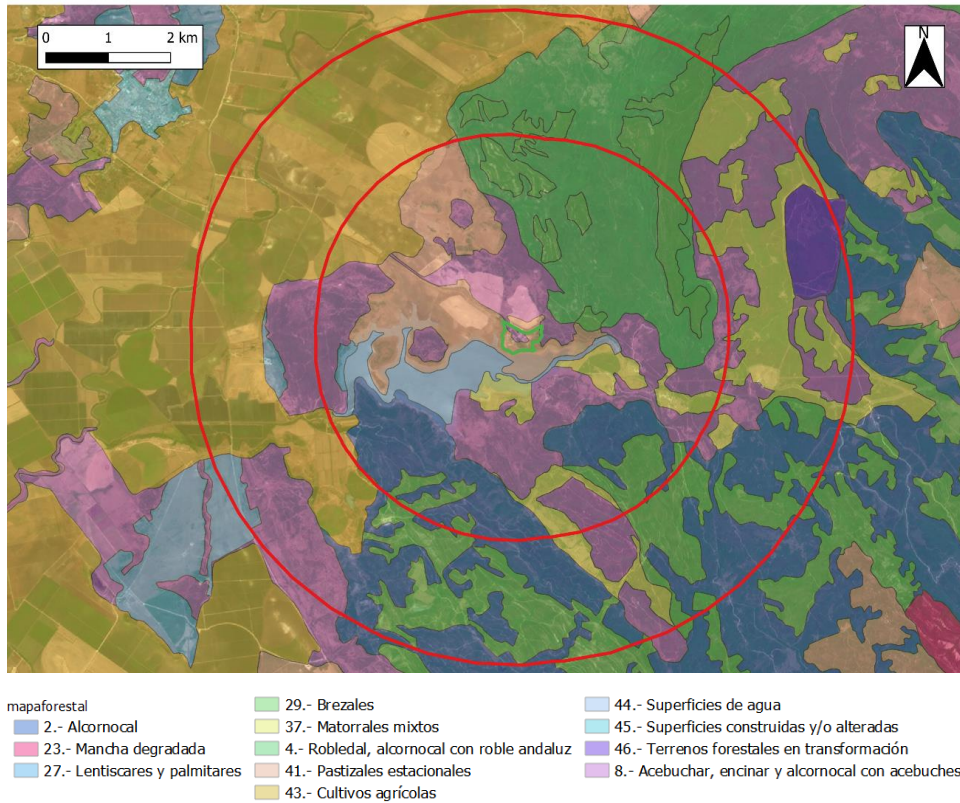 0 1 2 km
N
mapaforestal
2.- Alcornocal
23.- Mancha degradada
27.- Lentiscares y palmitares
29.- Brezales
37.- Matorrales mixtos
4.- Robledal, alcornocal con roble andaluz
41.- Pastizales estacionales
43.- Cultivos agrícolas
44.- Superficies de agua
45.- Superficies construidas y/o alteradas
46.- Terrenos forestales en transformación
8.- Acebuchar, encinar y alcornocal con acebuches